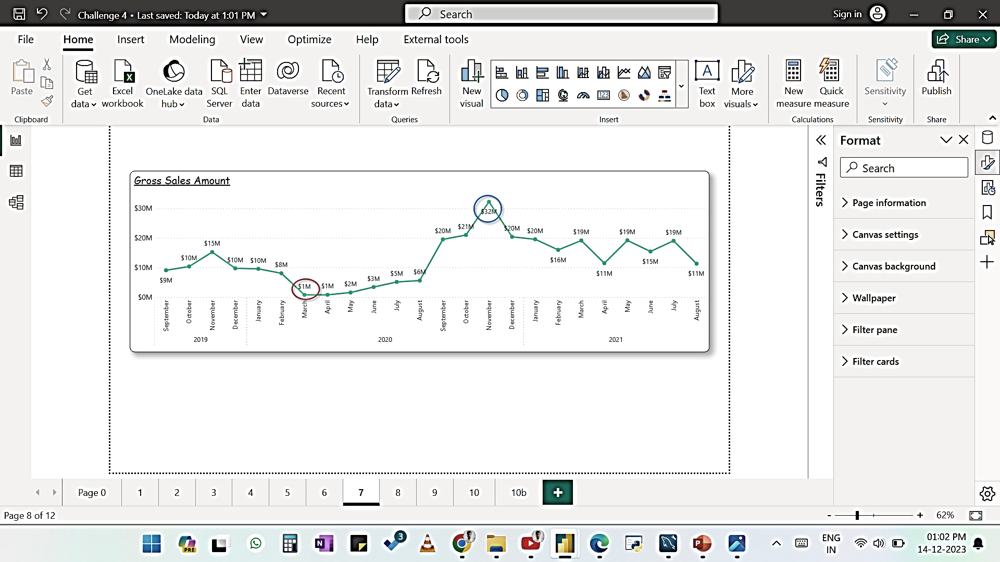 Challenge 4 • Last saved: Today at 1:01 PM
Search
Sign in
File Home Insert Modeling View Optimize Help External tools
Share
Paste
Get data
Excel workbook
OneLake data hub
SQL Server
Enter data
Dataverse
Recent sources
Transform data
Refresh
New visual
123
A
Text box
More visuals
New measure
Quick measure
Sensitivity
Publish
Clipboard
Data
Queries
Insert
Calculations
Sensitivity
Share
Gross Sales Amount
$30M
$20M
$10M
$0M
$9M
$10M
$15M
$10M
$10M
$8M
$1M
$1M
$2M
$3M
$5M
$6M
$20M
$21M
$32M
$20M
$20M
$16M
$19M
$11M
$19M
$15M
$19M
$11M
September
October
November
December
January
February
March
April
May
June
July
August
September
October
November
December
January
February
March
April
May
June
July
August
2019
2020
2021
Filters
Format
Search
Page information
Canvas settings
Canvas background
Wallpaper
Filter pane
Filter cards
Page 0 1 2 3 4 5 6 7 8 9 10 10b
Page 8 of 12
- + 62%
PRE
N
3
P
ENG
IN
01:02 PM
14-12-2023